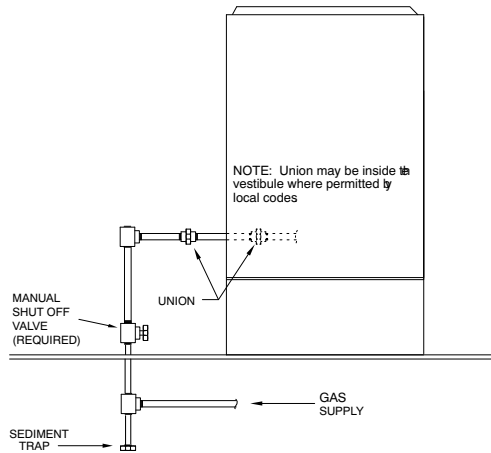 NOTE: Union may be inside the
vestibule where permitted by
local codes.
MANUAL
SHUT OFF
VALVE
(REQUIRED)
UNION
GAS
SUPPLY
SEDIMENT
TRAP